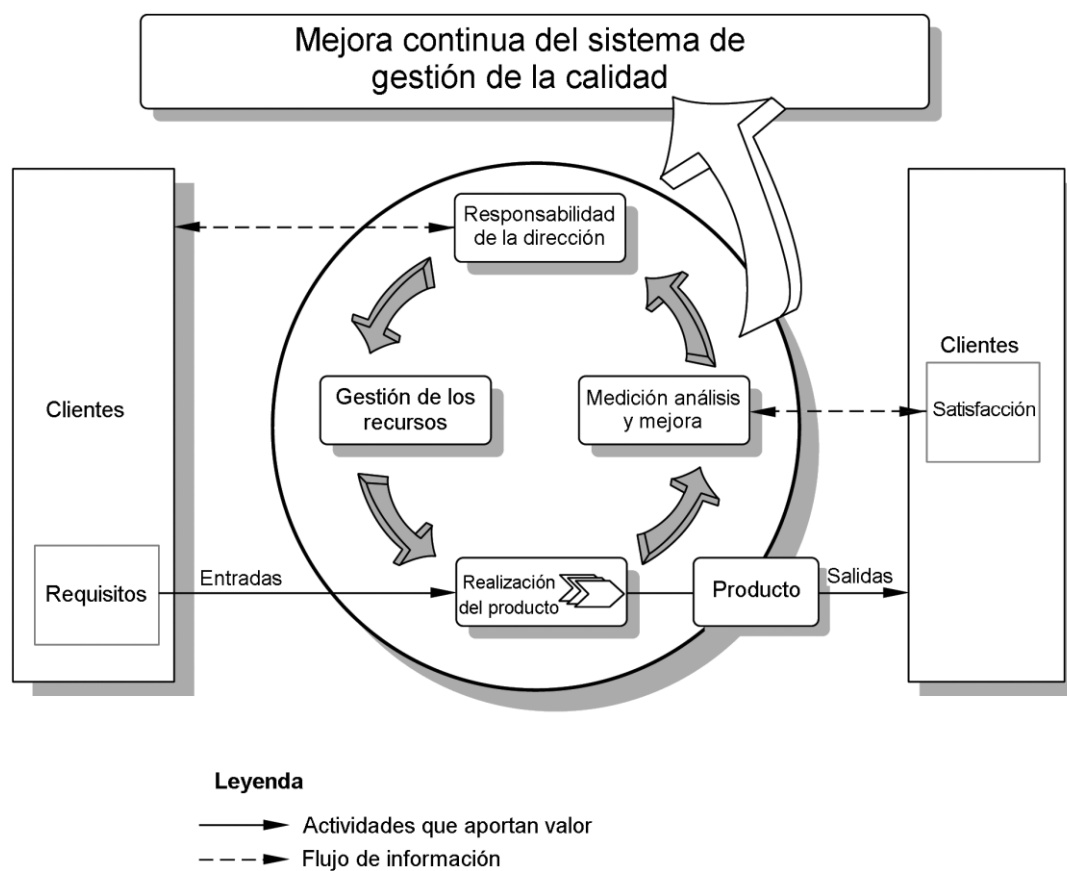 Mejora continua del sistema de
gestión de la calidad
Responsabilidad
de la dirección
Clientes
Gestión de los
recursos
Medición análisis
y mejora
Clientes
Satisfacción
Requisitos
Entradas
Realización
del producto
Producto
Salidas
Leyenda
Actividades que aportan valor
Flujo de información